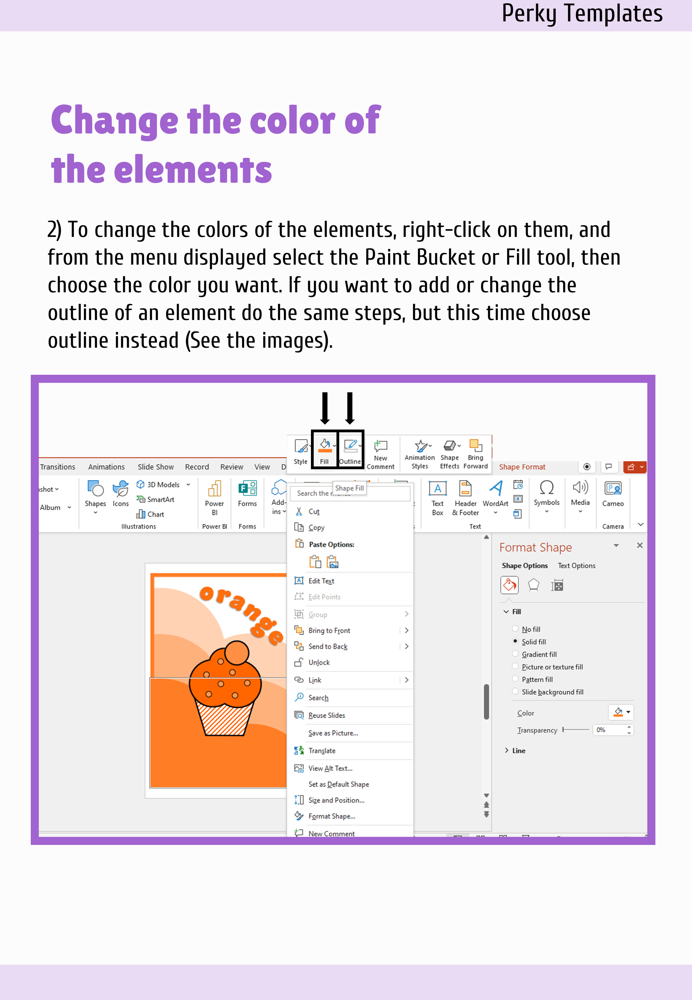 Perky Templates
Change the color of
the elements
2) To change the colors of the elements, right-click on them, and
from the menu displayed select the Paint Bucket or Fill tool, then
choose the color you want. If you want to add or change the
outline of an element do the same steps, but this time choose
outline instead (See the images).
Style
Fill
Outline
New
Comment
Animation
Styles
Shape
Effects
Bring
Forward
Transitions
Animations
Slide Show
Record
Review
View
D
Shape Format
Shape Fill
shot
Album
Shapes
Icons
3D Models
SmartArt
Chart
Illustrations
Power
BI
Power BI
Forms
Forms
Add-
ins
Text
Box
Header
& Footer
WordArt
Text
Symbols
Media
Cameo
Camera
Search the
Cut
Copy
Paste Options:
Edit Text
Edit Points
Group
Bring to Front
Send to Back
Unlock
Link
Search
Reuse Slides
Save as Picture...
Translate
View Alt Text...
Set as Default Shape
Size and Position...
Format Shape...
New Comment
orange
Format Shape
Shape Options
Text Options
Fill
No fill
Solid fill
Gradient fill
Picture or texture fill
Pattern fill
Slide background fill
Color
Transparency
0%
Line